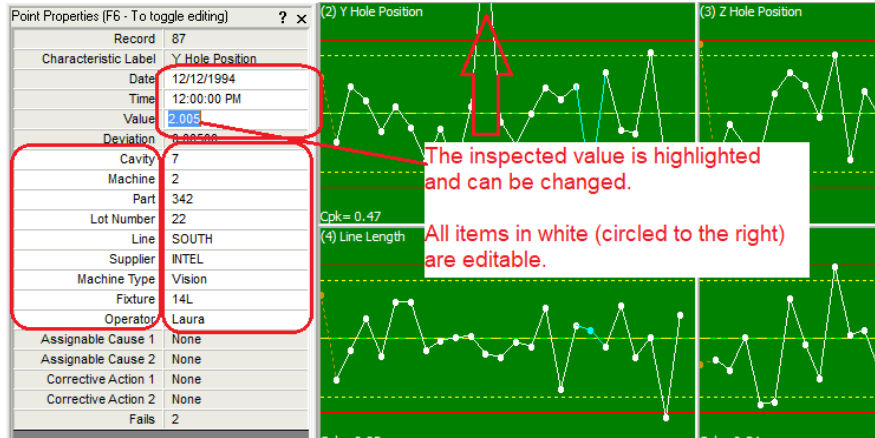 Point Properties (F6 - To toggle editing) ? x
Record 87
Characteristic Label Y Hole Position
Date 12/12/1994
Time 12:00:00 PM
Value 2.005
Deviation 0.00500
Cavity 7
Machine 2
Part 342
Lot Number 22
Line SOUTH
Supplier INTEL
Machine Type Vision
Fixture 14L
Operator Laura
Assignable Cause 1 None
Assignable Cause 2 None
Corrective Action 1 None
Corrective Action 2 None
Fails 2
(2) Y Hole Position
(3) Z Hole Position
The inspected value is highlighted
and can be changed.
All items in white (circled to the right)
are editable.
Cpk= 0.47
(4) Line Length